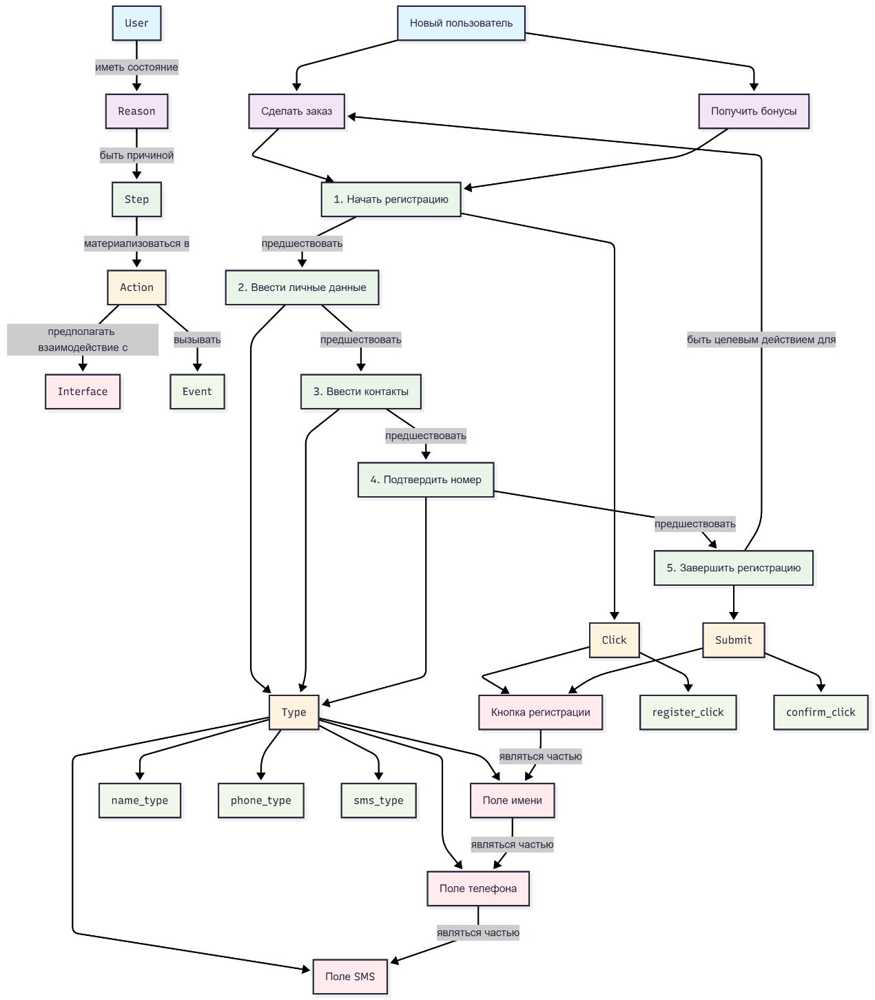 User
Новый пользователь
иметь состояние
Reason
Сделать заказ
Получить бонусы
быть причиной
Step
1. Начать регистрацию
материализоваться в
предшествовать
Action
2. Ввести личные данные
предполагать
взаимодействие с
вызывать
предшествовать
быть целевым действием для
Interface
Event
3. Ввести контакты
предшествовать
4. Подтвердить номер
предшествовать
5. Завершить регистрацию
Click
Submit
Type
Кнопка регистрации
register_click
confirm_click
являться частью
name_type
phone_type
sms_type
Поле имени
являться частью
Поле телефона
являться частью
Поле SMS